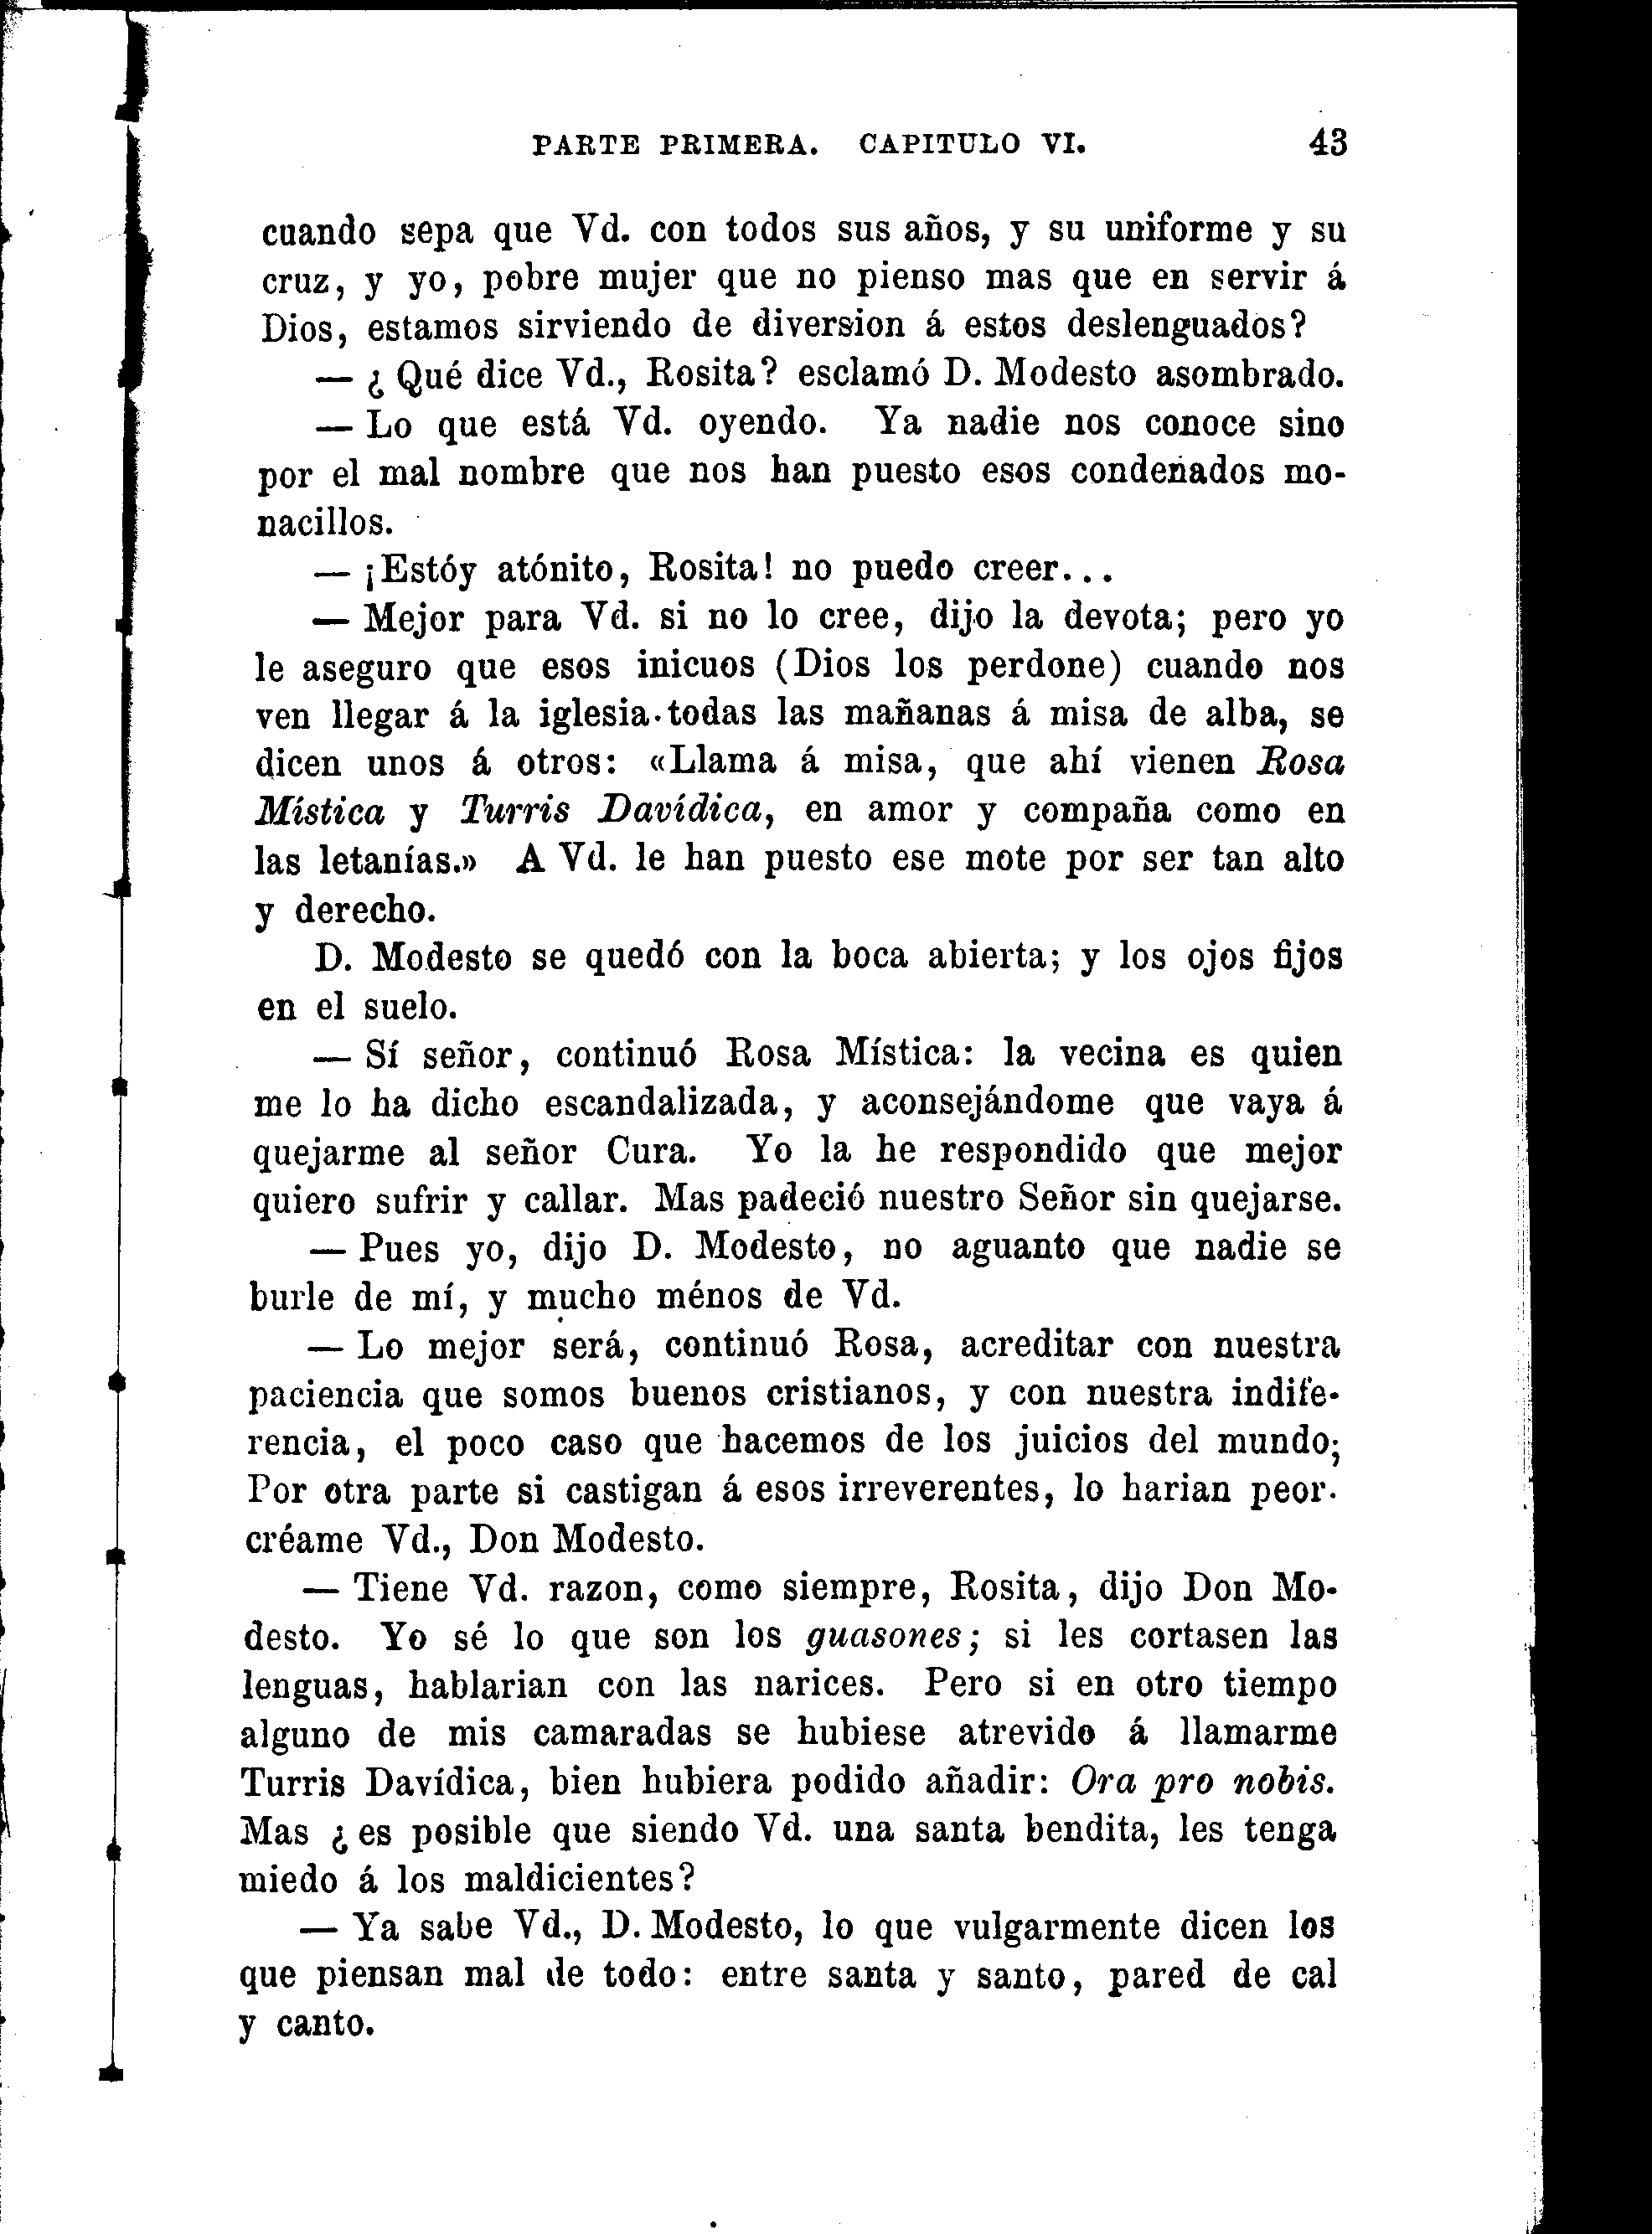 PARTE PRIMERA. CAPITULO VI. 43
cuando sepa que Vd. con todos sus años, y su uniforme y su
cruz, y yo, pobre mujer que no pienso mas que en servir á
Dios, estamos sirviendo de diversion á estos deslenguados?
— ¿ Qué dice Vd., Rosita? esclamó D. Modesto asombrado.
— Lo que está Vd. oyendo. Ya nadie nos conoce sino
por el mal nombre que nos han puesto esos condenados mo-
nacillos.
— ¡Estóy atónito, Rosita! no puedo creer...
— Mejor para Vd. si no lo cree, dijo la devota; pero yo
le aseguro que esos inicuos (Dios los perdone) cuando nos
ven llegar á la iglesia todas las mañanas á misa de alba, se
dicen unos á otros: «Llama á misa, que ahí vienen Rosa
Mística y Turris Davídica, en amor y compaña como en
las letanías.» A Vd. le han puesto ese mote por ser tan alto
y derecho.
D. Modesto se quedó con la boca abierta; y los ojos fijos
en el suelo.
— Sí señor, continuó Rosa Mística: la vecina es quien
me lo ha dicho escandalizada, y aconsejándome que vaya á
quejarme al señor Cura. Yo la he respondido que mejor
quiero sufrir y callar. Mas padeció nuestro Señor sin quejarse.
— Pues yo, dijo D. Modesto, no aguanto que nadie se
burle de mí, y mucho ménos de Vd.
— Lo mejor será, continuó Rosa, acreditar con nuestra
paciencia que somos buenos cristianos, y con nuestra indife-
rencia, el poco caso que hacemos de los juicios del mundo;
Por otra parte si castigan á esos irreverentes, lo harian peor.
créame Vd., Don Modesto.
— Tiene Vd. razon, como siempre, Rosita, dijo Don Mo-
desto. Yo sé lo que son los guasones; si les cortasen las
lenguas, hablarian con las narices. Pero si en otro tiempo
alguno de mis camaradas se hubiese atrevido á llamarme
Turris Davídica, bien hubiera podido añadir: Ora pro nobis.
Mas ¿ es posible que siendo Vd. una santa bendita, les tenga
miedo á los maldicientes?
— Ya sabe Vd., D. Modesto, lo que vulgarmente dicen los
que piensan mal de todo: entre santa y santo, pared de cal
y canto.